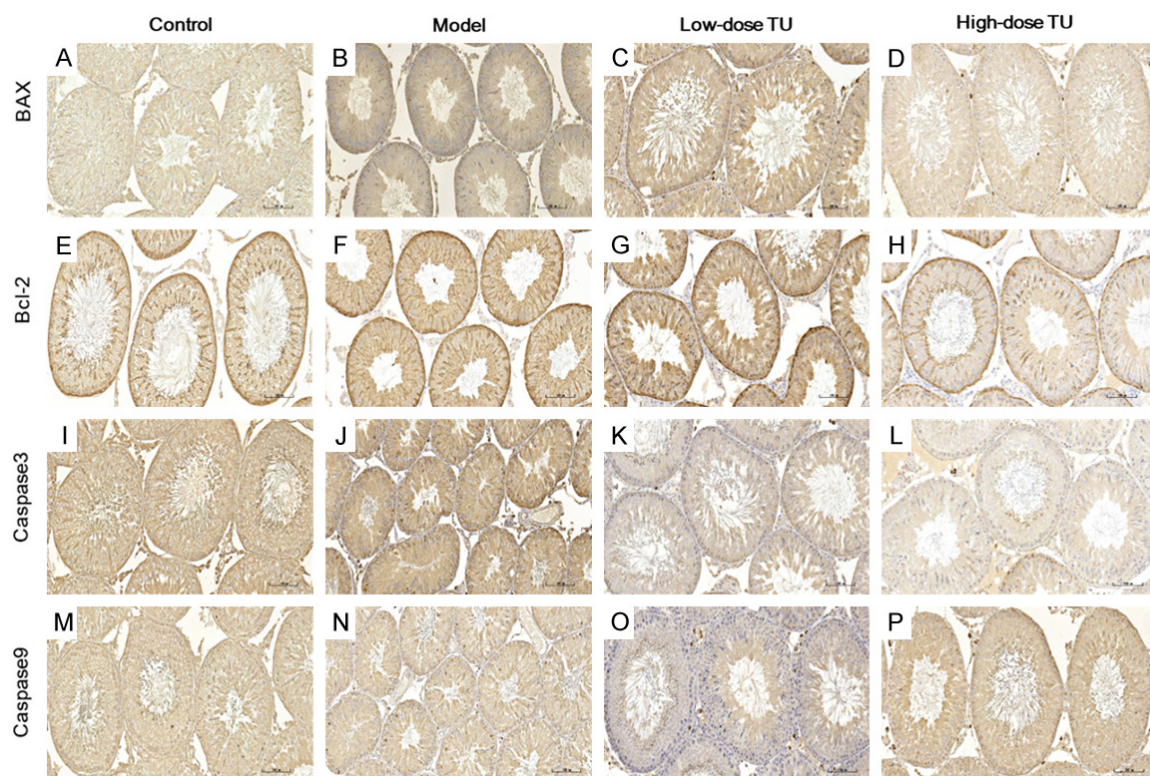 Control Model Low-dose TU High-dose TU
BAX A B C D
Bcl-2 E F G H
Caspase3 I J K L
Caspase9 M N O P